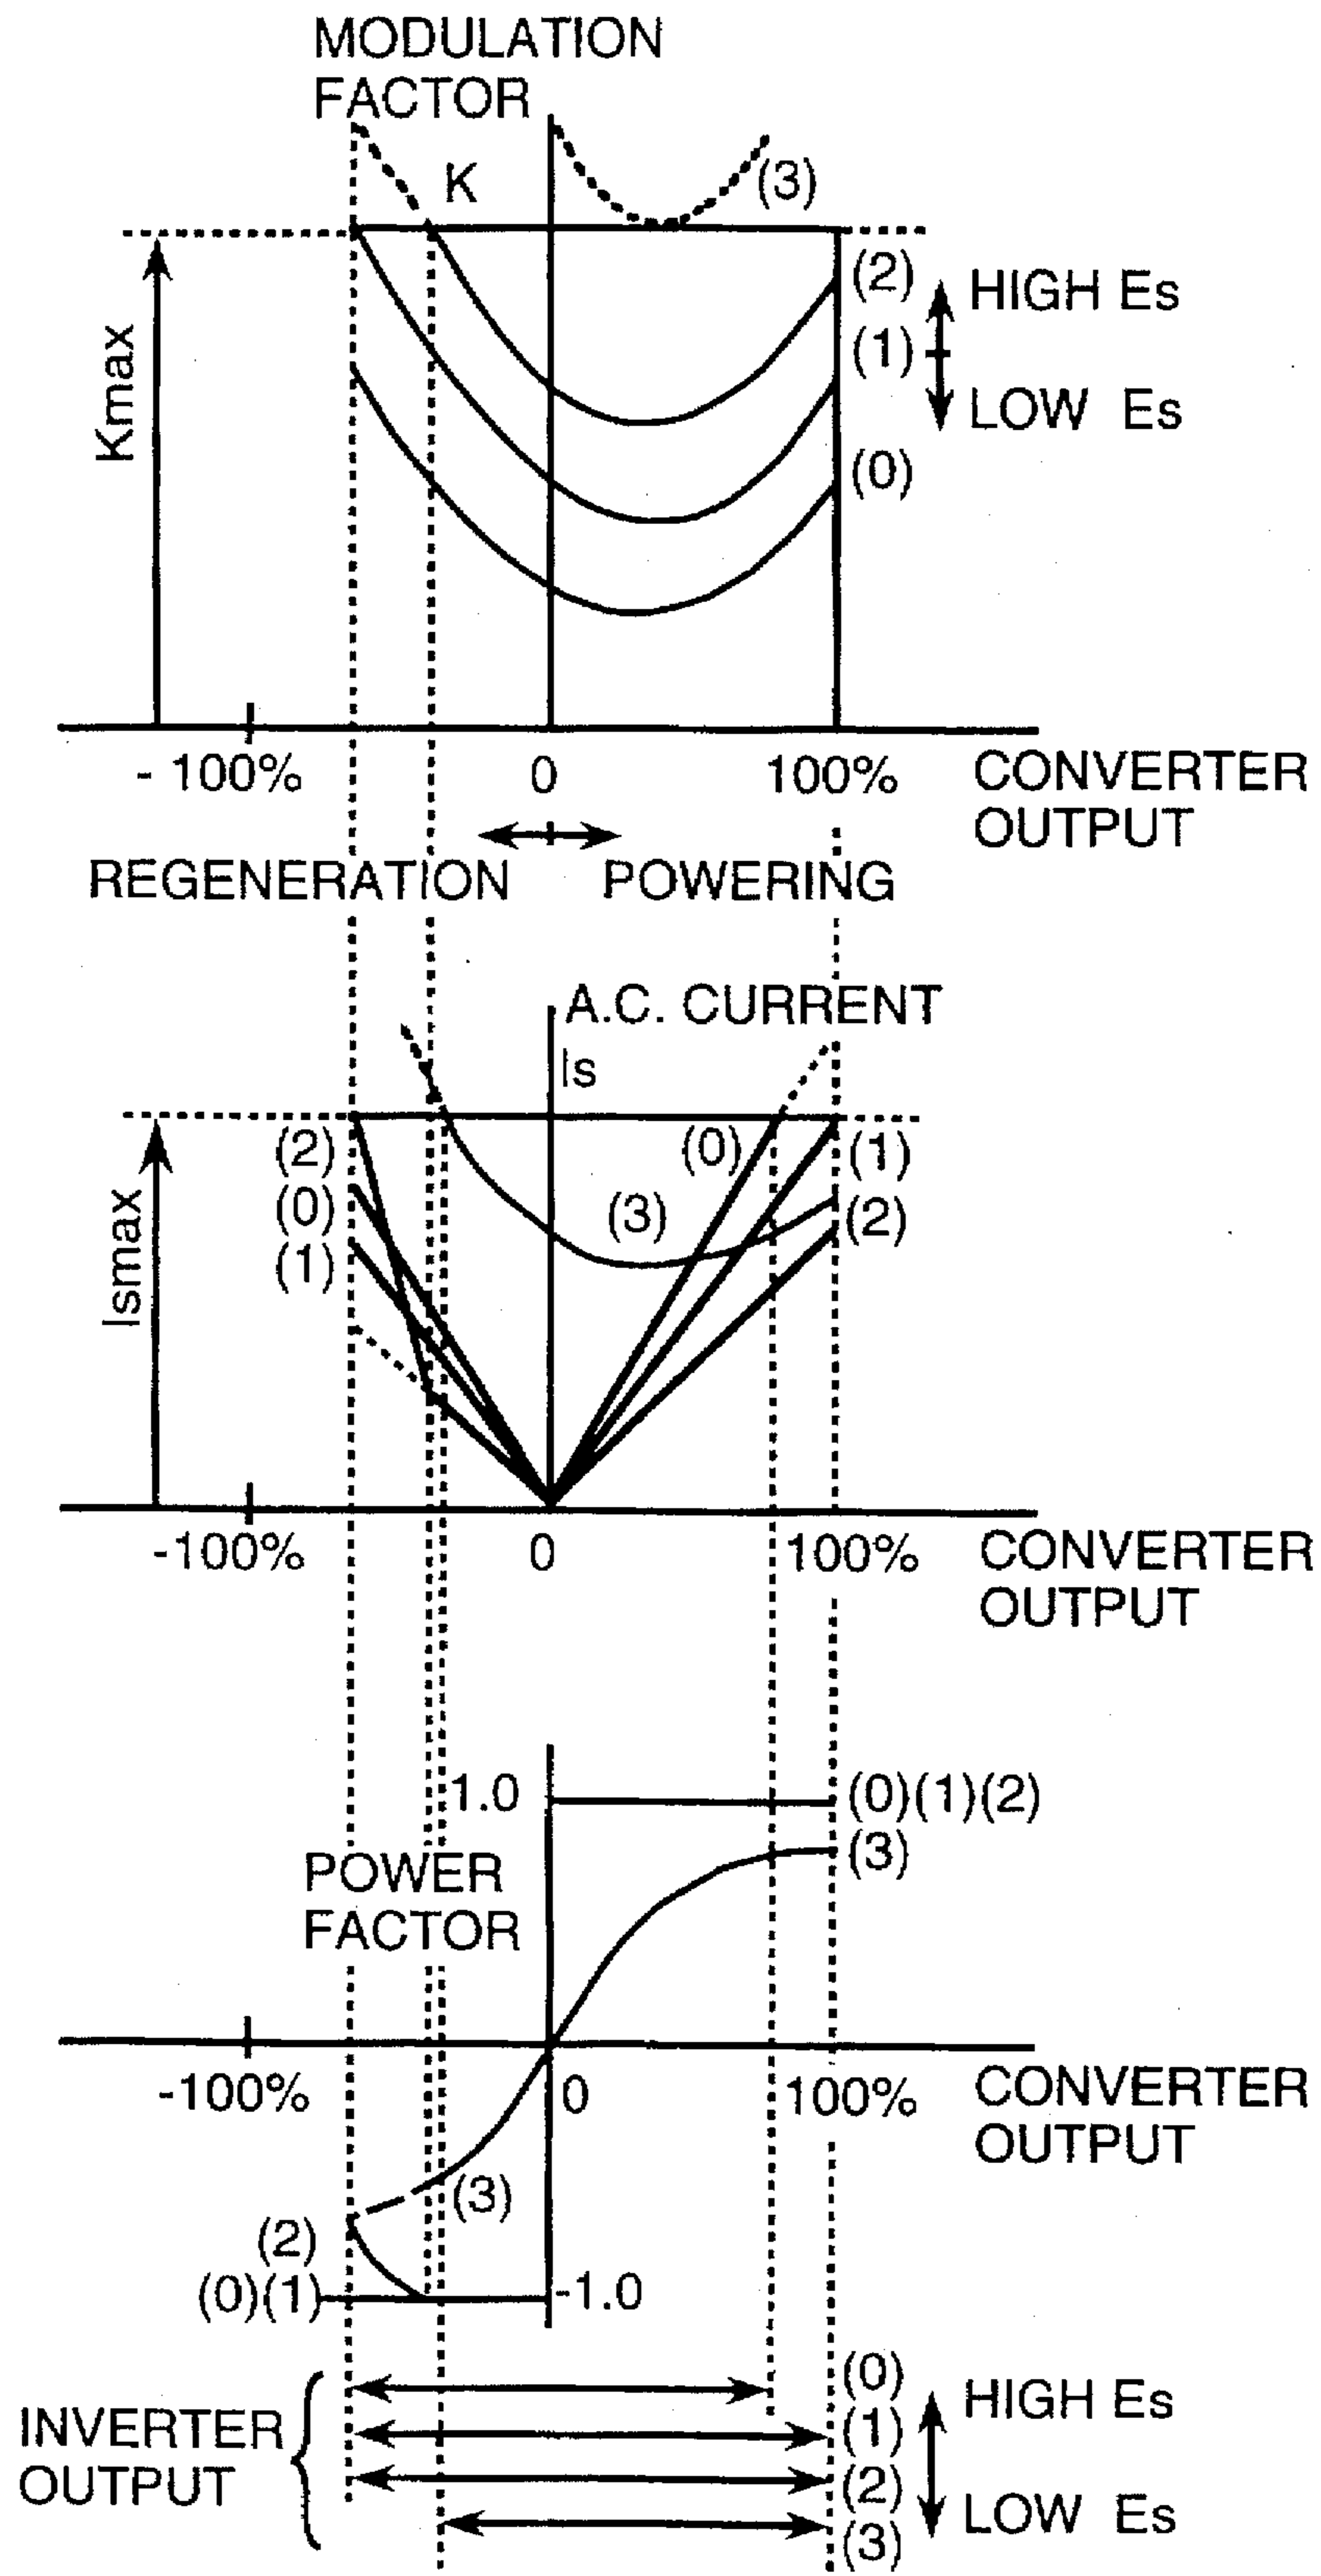 MODULATION
FACTOR
K
(3)
(2)
HIGH Es
(1)
LOW Es
(0)
Kmax
- 100%
0
100%
CONVERTER
OUTPUT
REGENERATION
POWERING
A.C. CURRENT
Is
(2)
(0)
(1)
(0)
(3)
(1)
(2)
Ismax
-100%
0
100%
CONVERTER
OUTPUT
1.0
(0)(1)(2)
(3)
POWER
FACTOR
-100%
0
100%
CONVERTER
OUTPUT
(3)
(2)
(0)(1)
-1.0
INVERTER
OUTPUT
(0)
HIGH Es
(1)
(2)
LOW Es
(3)